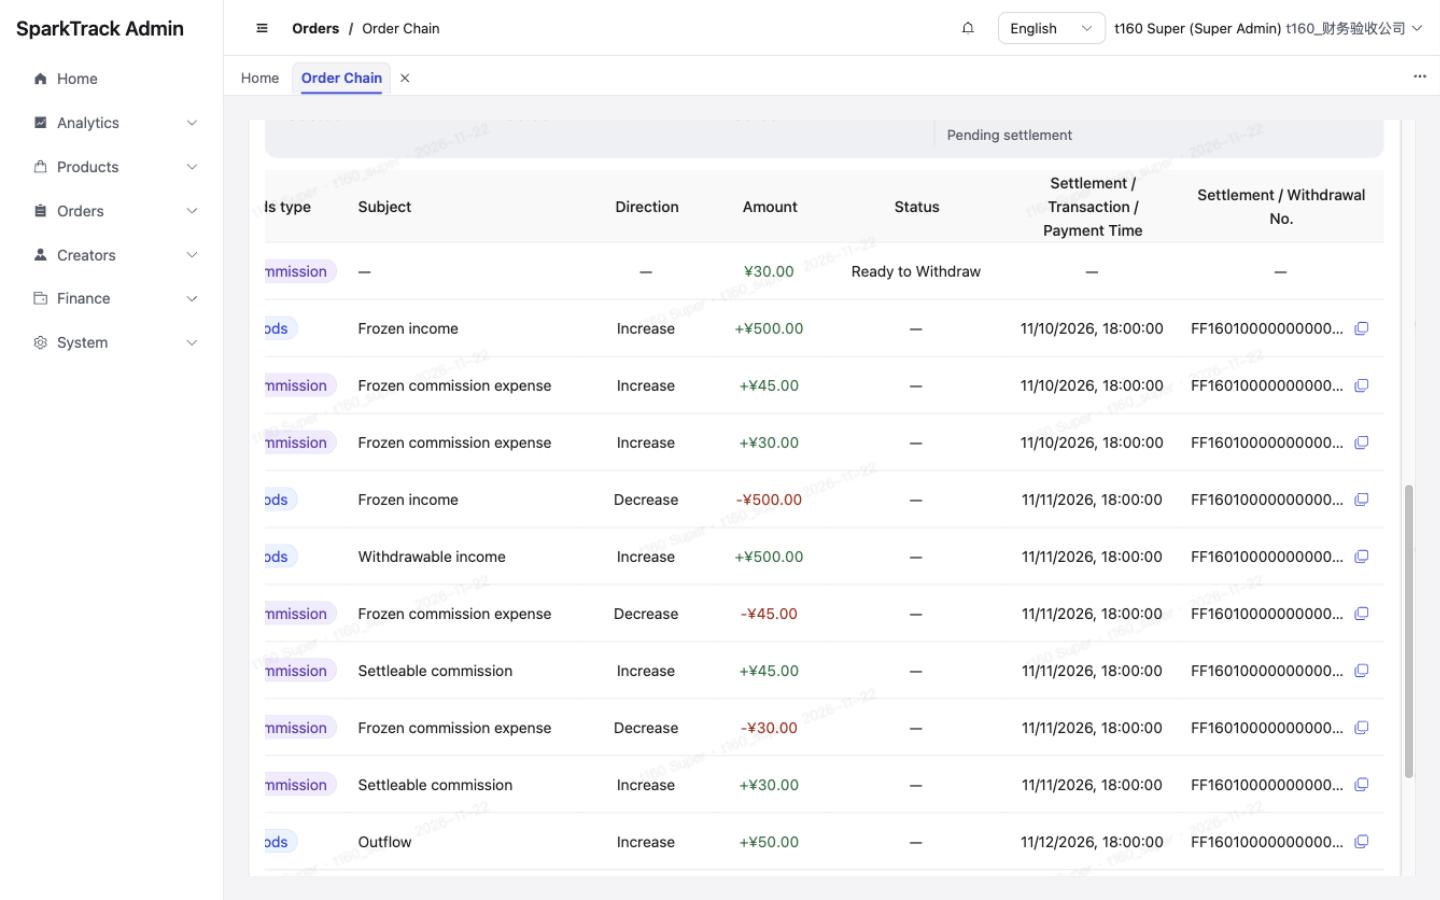 SparkTrack Admin
Orders / Order Chain
English
t160 Super (Super Admin) t160_财务验收公司
Home
Analytics
Products
Orders
Creators
Finance
System
Home
Order Chain
Pending settlement
ls type
Subject
Direction
Amount
Status
Settlement /
Transaction /
Payment Time
Settlement / Withdrawal
No.
mmission — — ¥30.00 Ready to Withdraw — —
ods Frozen income Increase +¥500.00 — 11/10/2026, 18:00:00 FF16010000000000...
mmission Frozen commission expense Increase +¥45.00 — 11/10/2026, 18:00:00 FF16010000000000...
mmission Frozen commission expense Increase +¥30.00 — 11/10/2026, 18:00:00 FF16010000000000...
ods Frozen income Decrease -¥500.00 — 11/11/2026, 18:00:00 FF16010000000000...
ods Withdrawable income Increase +¥500.00 — 11/11/2026, 18:00:00 FF16010000000000...
mmission Frozen commission expense Decrease -¥45.00 — 11/11/2026, 18:00:00 FF16010000000000...
mmission Settleable commission Increase +¥45.00 — 11/11/2026, 18:00:00 FF16010000000000...
mmission Frozen commission expense Decrease -¥30.00 — 11/11/2026, 18:00:00 FF16010000000000...
mmission Settleable commission Increase +¥30.00 — 11/11/2026, 18:00:00 FF16010000000000...
ods Outflow Increase +¥50.00 — 11/12/2026, 18:00:00 FF16010000000000...
t160 Super · t160_super · 2026-11-22